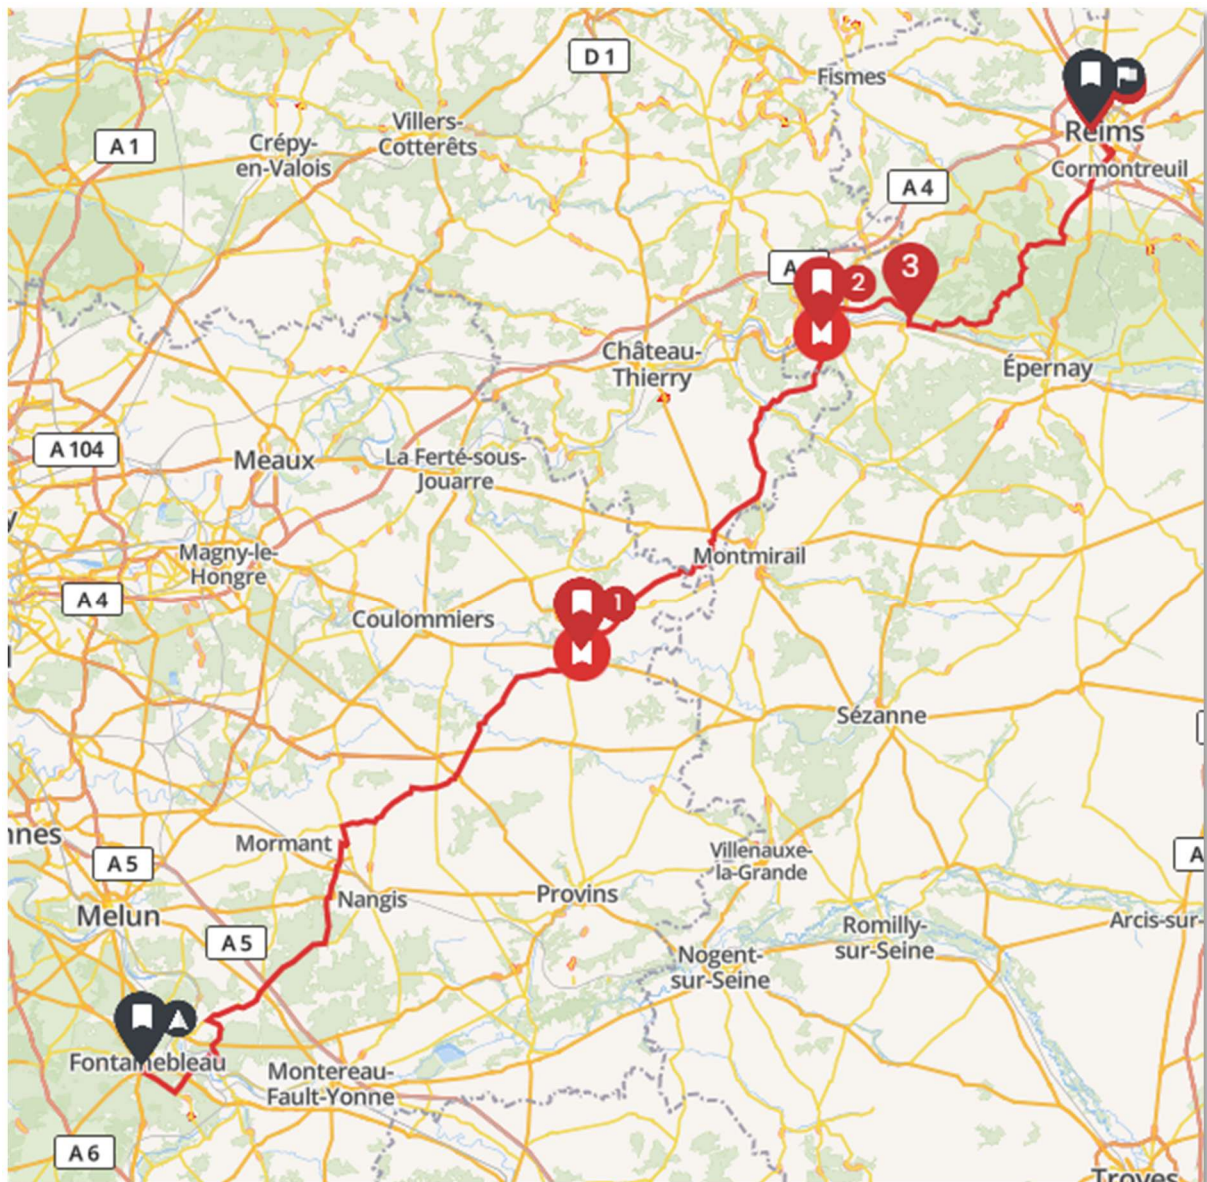 D 1
Fismes
A 1
Villers-
Cotterêts
Crépy-
en-Valois
Reims
Cormontreuil
A 4
A
2
3
Château-
Thierry
Épernay
A 104
Meaux
La Ferté-sous-
Jouarre
y
Magny-le-
Hongre
Montmirail
A 4
1
Coulommiers
Sézanne
nnes
Mormant
A 5
Villenauxe-
la-Grande
A
Nangis
Provins
Melun
Romilly-
sur-Seine
Arcis-sur-
A 5
Nogent-
sur-Seine
Fontainebleau
Montereau-
Fault-Yonne
A 6
Troyes